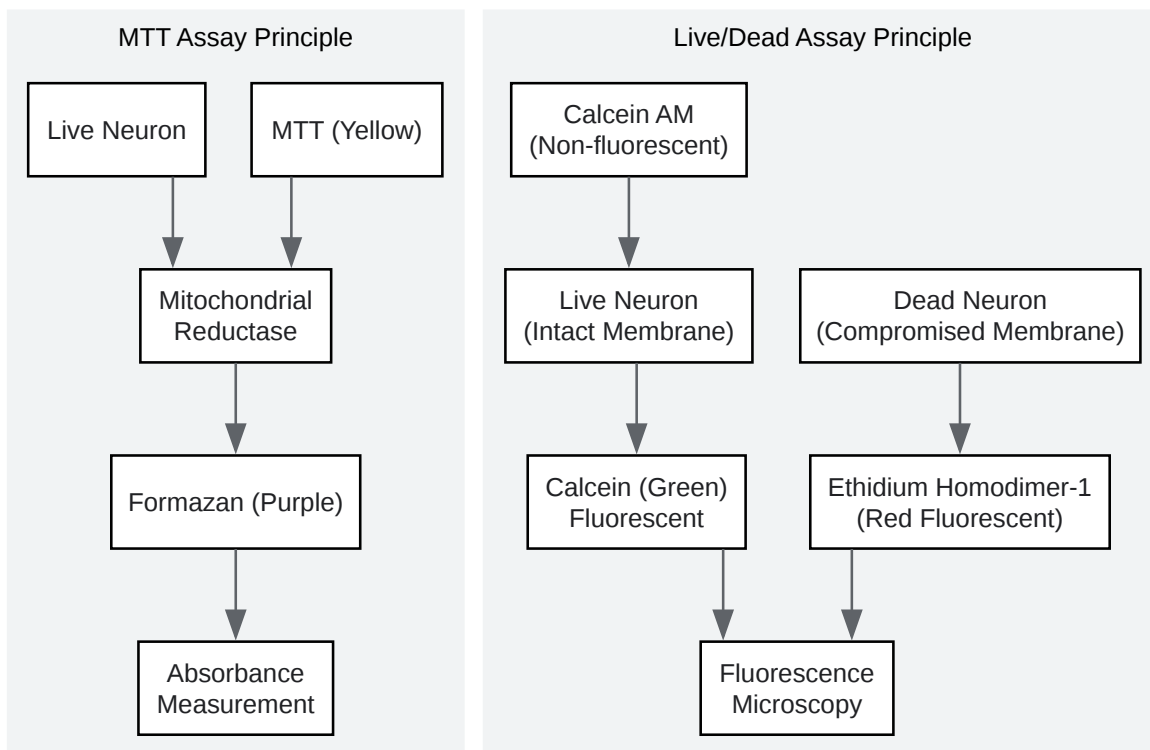 MTT Assay Principle
Live Neuron
MTT (Yellow)
Mitochondrial
Reductase
Formazan (Purple)
Absorbance
Measurement
Live/Dead Assay Principle
Calcein AM
(Non-fluorescent)
Live Neuron
(Intact Membrane)
Dead Neuron
(Compromised Membrane)
Calcein (Green)
Fluorescent
Ethidium Homodimer-1
(Red Fluorescent)
Fluorescence
Microscopy